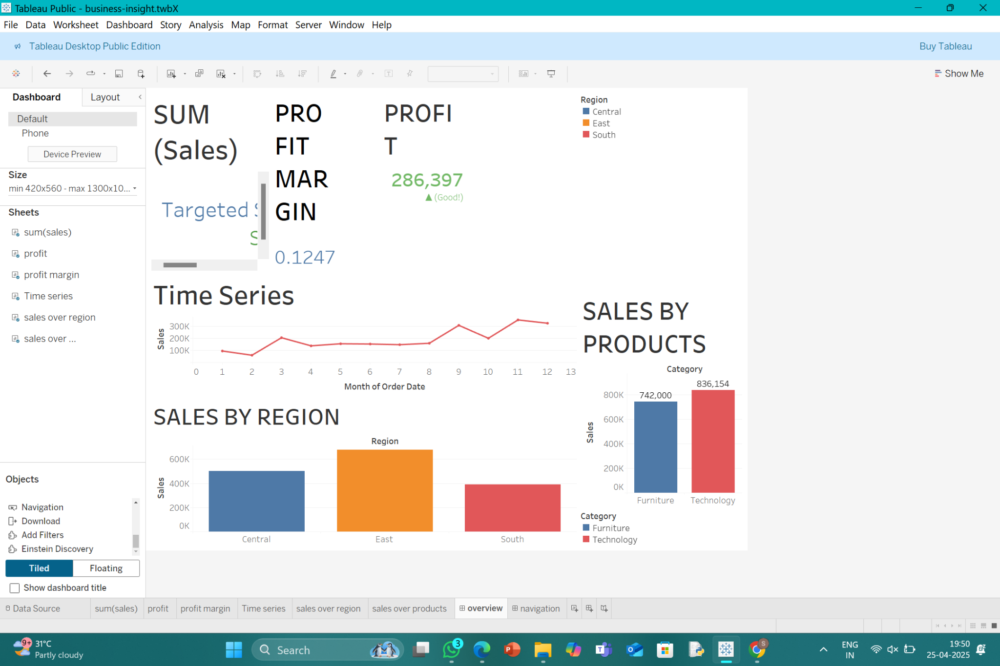 Tableau Public - business-insight.twbX
File Data Worksheet Dashboard Story Analysis Map Format Server Window Help
Tableau Desktop Public Edition
Buy Tableau
Show Me
Dashboard
Layout
Default
Phone
Device Preview
Size
min 420x560 - max 1300x10...
Sheets
sum(sales)
profit
profit margin
Time series
sales over region
sales over ...
Objects
Navigation
Download
Add Filters
Einstein Discovery
Tiled
Floating
Show dashboard title
SUM
(Sales)
Targeted S
S
PRO
FIT
MAR
GIN
0.1247
PROFI
T
286,397
▲ (Good!)
Region
Central
East
South
Time Series
Sales
300K
200K
100K
0 1 2 3 4 5 6 7 8 9 10 11 12 13
Month of Order Date
SALES BY REGION
Region
Sales
600K
400K
200K
0K
Central East South
SALES BY
PRODUCTS
Category
836,154
742,000
Sales
800K
600K
400K
200K
0K
Furniture Technology
Category
Furniture
Technology
Data Source sum(sales) profit profit margin Time series sales over region sales over products overview navigation
9+
31°C
Partly cloudy
Search
3
P
T
S
ENG
IN
19:50
25-04-2025